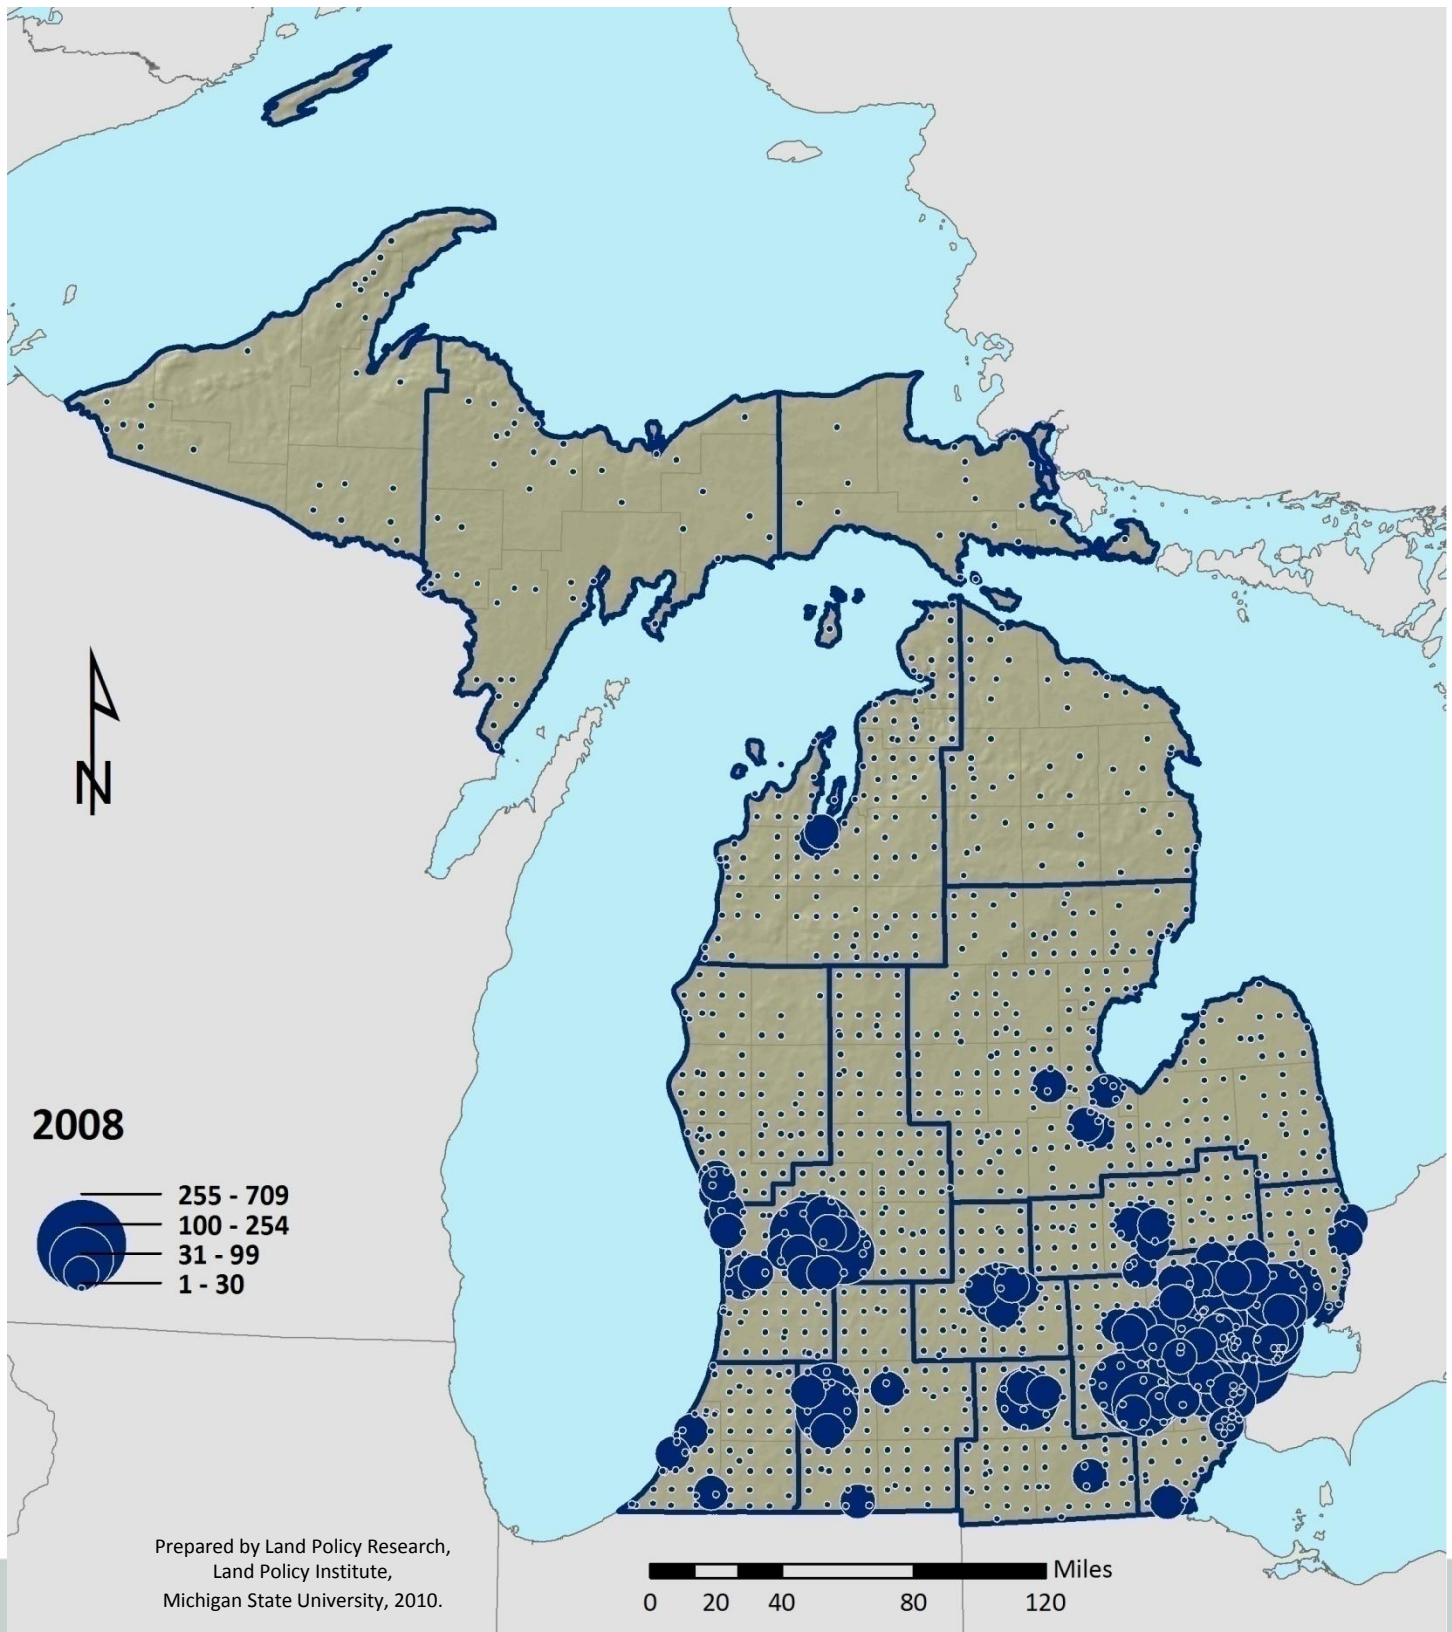 N
2008
255 - 709
100 - 254
31 - 99
1 - 30
Prepared by Land Policy Research,
Land Policy Institute,
Michigan State University, 2010.
Miles
0 20 40 80 120